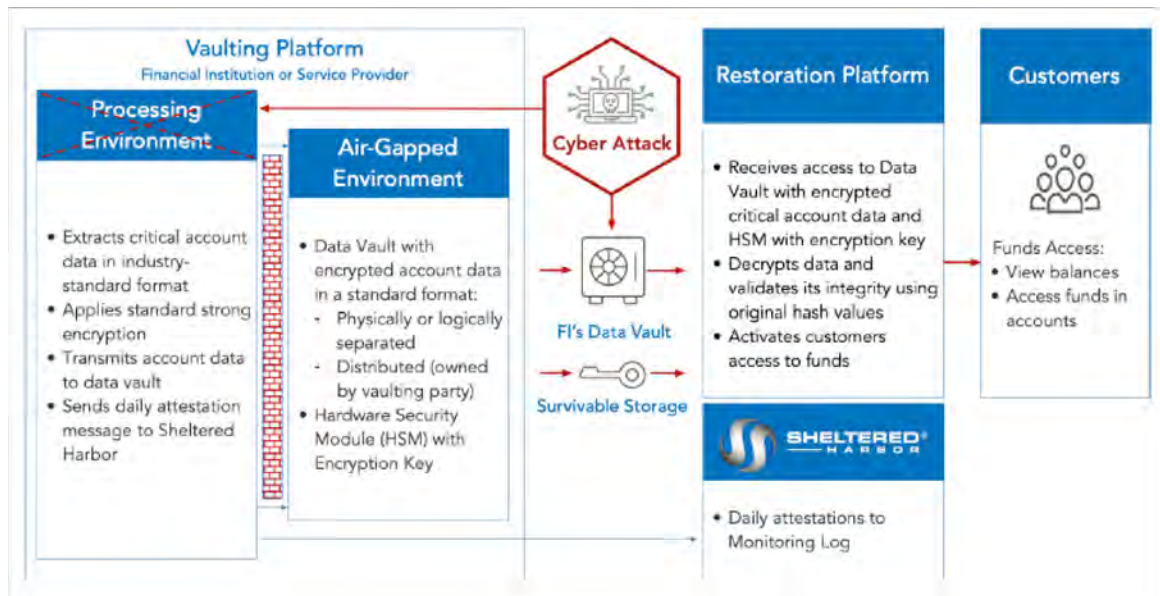 Vaulting Platform
Financial Institution or Service Provider
Processing
Environment
• Extracts critical account
data in industry-
standard format
• Applies standard strong
encryption
• Transmits account data
to data vault
• Sends daily attestation
message to Sheltered
Harbor
Air-Gapped
Environment
• Data Vault with
encrypted account data
in a standard format:
- Physically or logically
separated
- Distributed (owned
by vaulting party)
• Hardware Security
Module (HSM) with
Encryption Key
Cyber Attack
FI's Data Vault
Survivable Storage
Restoration Platform
• Receives access to Data
Vault with encrypted
critical account data and
HSM with encryption key
• Decrypts data and
validates its integrity using
original hash values
• Activates customers
access to funds
SHELTERED®
HARBOR
• Daily attestations to
Monitoring Log
Customers
Funds Access:
• View balances
• Access funds in
accounts